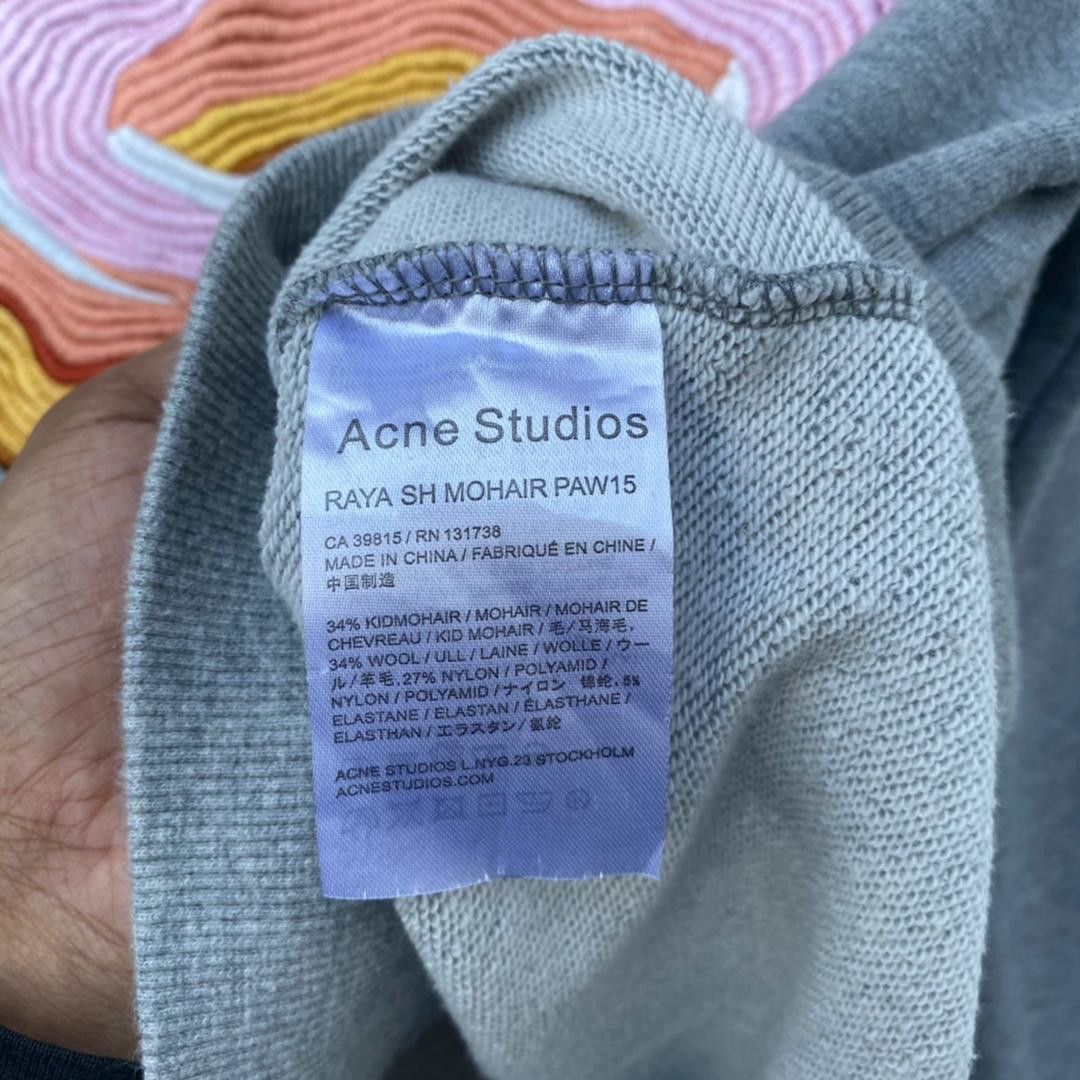 Acne Studios
RAYA SH MOHAIR PAW15
CA 39815 / RN 131738
MADE IN CHINA / FABRIQUÉ EN CHINE /
中国制造
34% KIDMOHAIR / MOHAIR / MOHAIR DE
CHEVREAU / KID MOHAIR / 毛/马海毛,
34% WOOL / ULL / LAINE / WOLLE / ウー
ル/羊毛, 27% NYLON / POLYAMID /
NYLON / POLYAMID / ナイロン 锦纶, 5%
ELASTANE / ELASTAN / ÉLASTHANE /
ELASTHAN / エラスタン/ 氨纶
ACNE STUDIOS L.NYG.23 STOCKHOLM
ACNESTUDIOS.COM